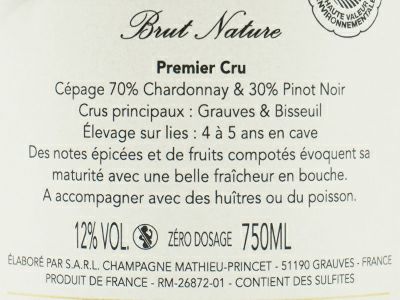 HAUTE VALEUR
ENVIRONNEMENTALE
Brut Nature
Premier Cru
Cépage 70% Chardonnay & 30% Pinot Noir
Crus principaux : Grauves & Bisseuil
Élevage sur lies : 4 à 5 ans en cave
Des notes épicées et de fruits compotés évoquent sa
maturité avec une belle fraîcheur en bouche.
A accompagner avec des huîtres ou du poisson.
12% VOL. ZÉRO DOSAGE 750ML
ÉLABORÉ PAR S.A.R.L. CHAMPAGNE MATHIEU-PRINCET - 51190 GRAUVES - FRANCE
PRODUIT DE FRANCE - RM-26872-01 - CONTIENT DES SULFITES